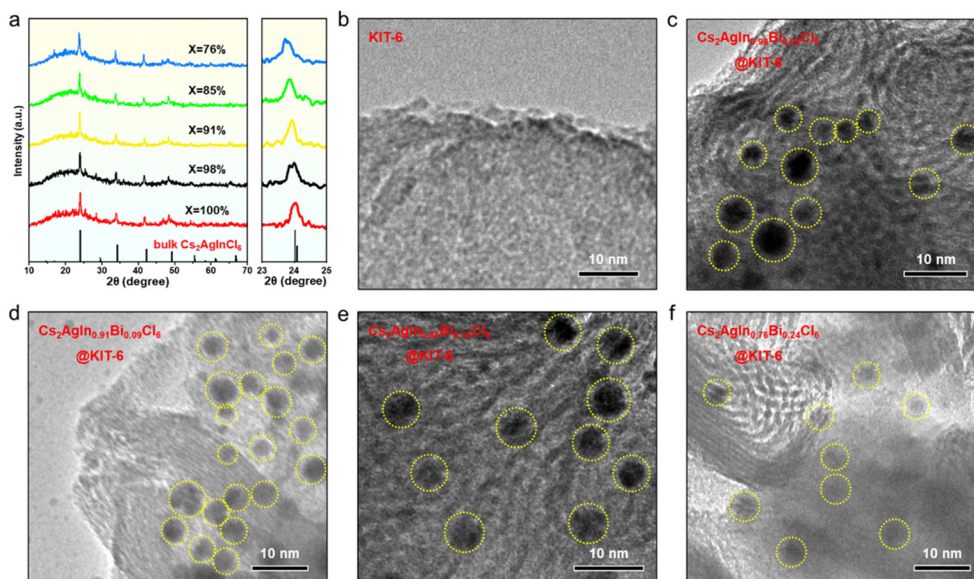 a
Intensity (a.u.)
X=76%
X=85%
X=91%
X=98%
X=100%
bulk Cs₂AgInCl₆
10 20 30 40 50 60 70
2θ (degree)
23 24 25
2θ (degree)
b
KIT-6
10 nm
c
@KIT-6
10 nm
d
Cs₂AgIn₀.₉₁Bi₀.₀₉Cl₆
@KIT-6
10 nm
e
@KIT-6
10 nm
f
Cs₂AgIn₀.₇₆Bi₀.₂₄Cl₆
@KIT-6
10 nm